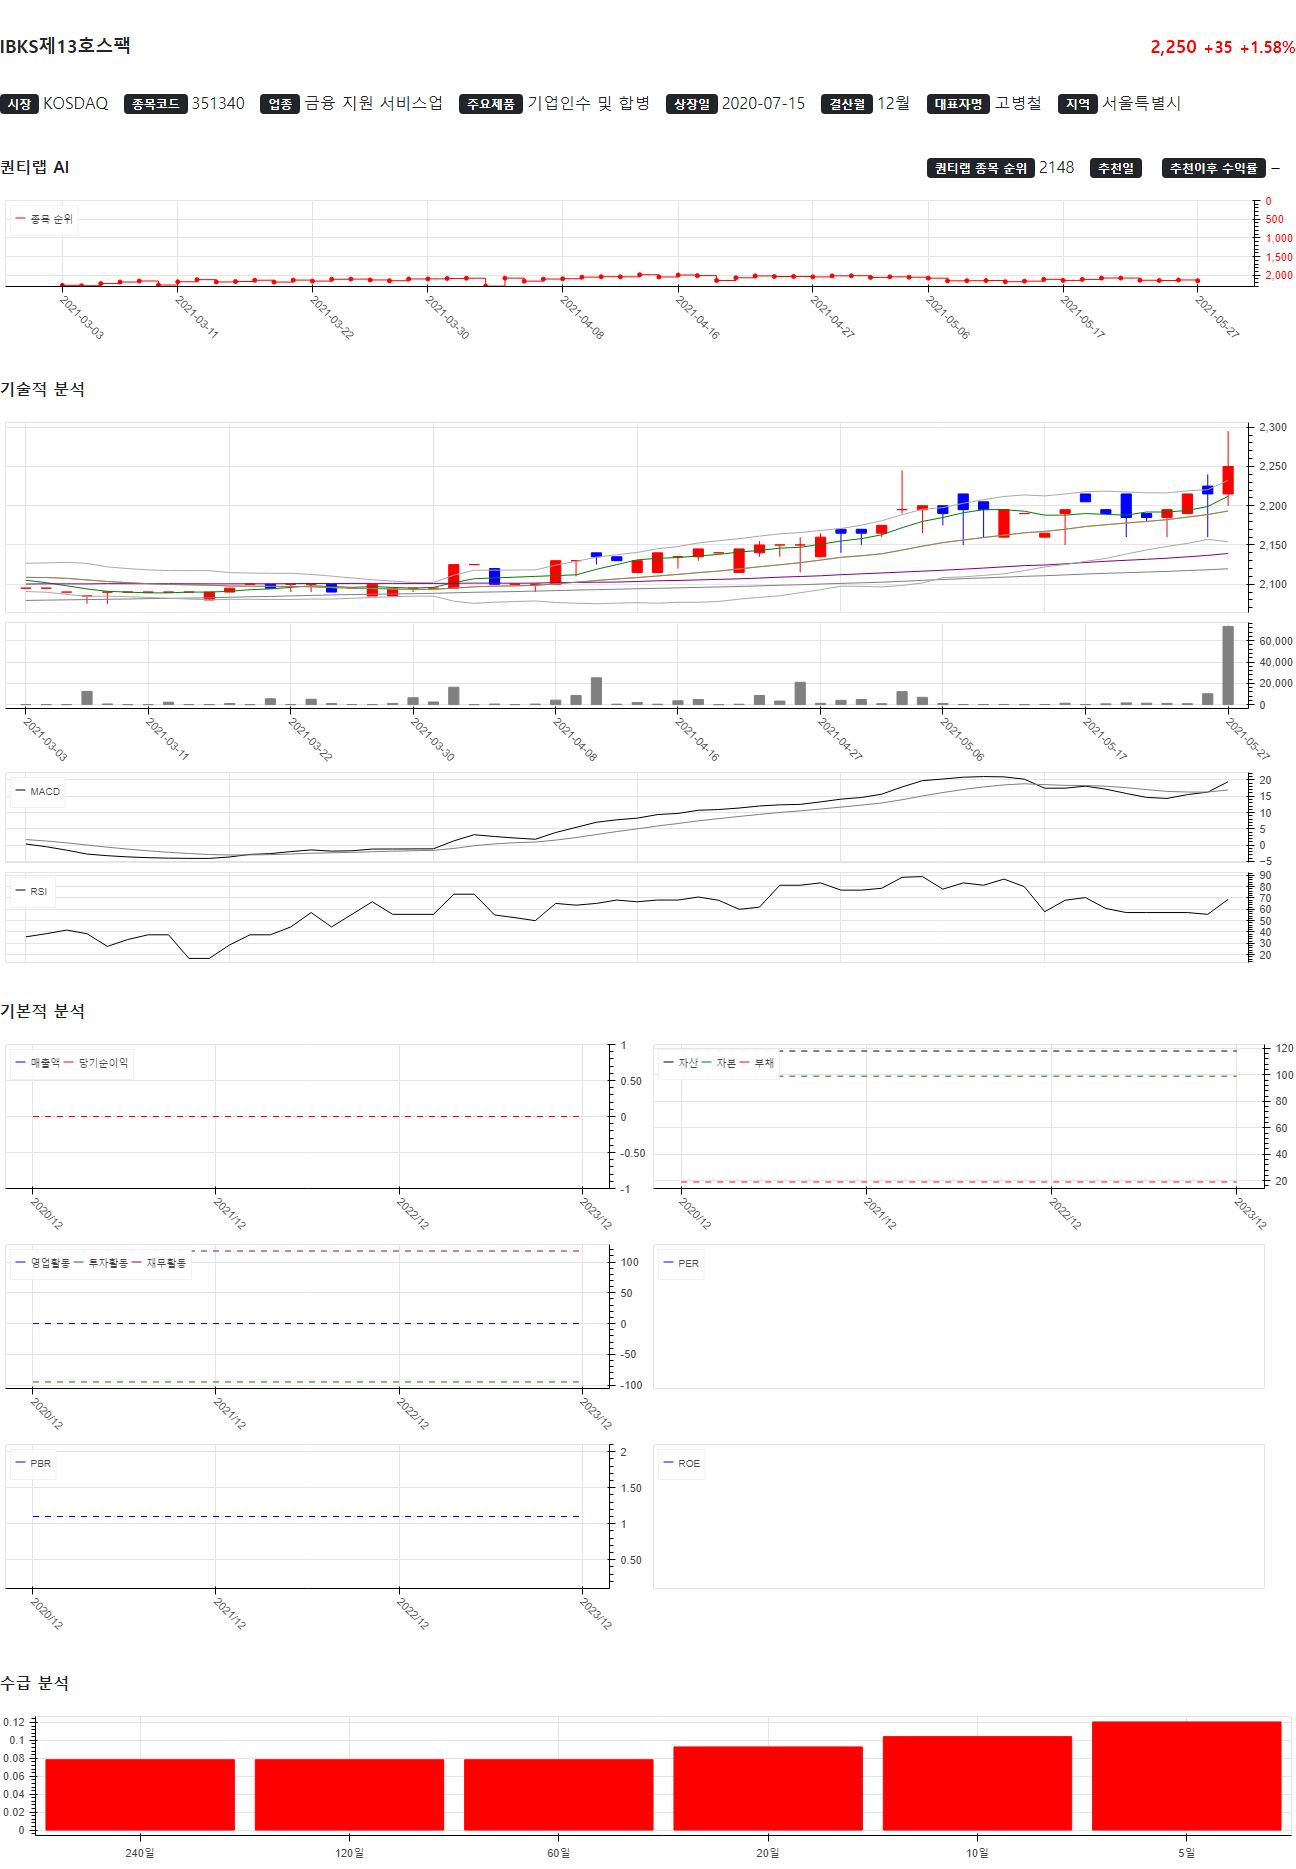 IBKS제13호스팩 2,250 +35 +1.58%
시장 KOSDAQ 종목코드 351340 업종 금융 지원 서비스업 주요제품 기업인수 및 합병 상장일 2020-07-15 결산월 12월 대표자명 고병철 지역 서울특별시
퀀티랩 AI 퀀티랩 종목 순위 2148 추천일 추천이후 수익률 –
종목 순위
0
500
1,000
1,500
2,000
2021-03-03 2021-03-11 2021-03-22 2021-03-30 2021-04-08 2021-04-16 2021-04-27 2021-05-06 2021-05-17 2021-05-27
기술적 분석
2,300
2,250
2,200
2,150
2,100
60,000
40,000
20,000
0
2021-03-03 2021-03-11 2021-03-22 2021-03-30 2021-04-08 2021-04-16 2021-04-27 2021-05-06 2021-05-17 2021-05-27
MACD
20
15
10
5
0
-5
RSI
90
80
70
60
50
40
30
20
기본적 분석
매출액 당기순이익
1
0.50
0
-0.50
-1
2020/12 2021/12 2022/12 2023/12
자산 자본 부채
120
100
80
60
40
20
2020/12 2021/12 2022/12 2023/12
영업활동 투자활동 재무활동
100
50
0
-50
-100
2020/12 2021/12 2022/12 2023/12
PER
PBR
2
1.50
1
0.50
2020/12 2021/12 2022/12 2023/12
ROE
수급 분석
0.12
0.1
0.08
0.06
0.04
0.02
0
240일 120일 60일 20일 10일 5일